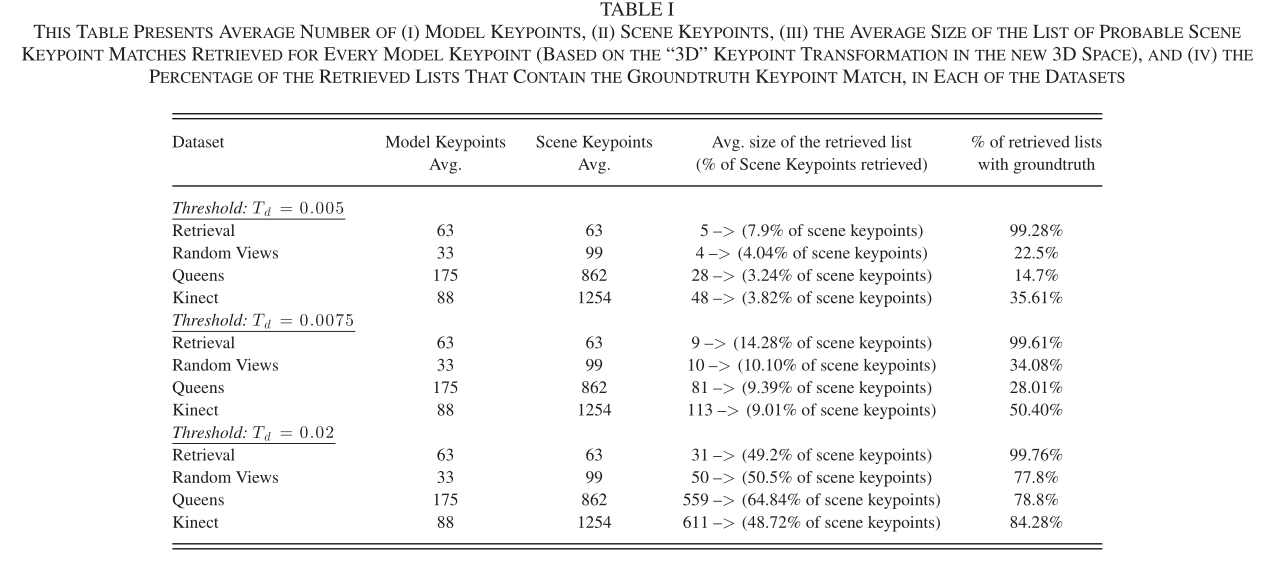 TABLE I
THIS TABLE PRESENTS AVERAGE NUMBER OF (I) MODEL KEYPOINTS, (II) SCENE KEYPOINTS, (III) THE AVERAGE SIZE OF THE LIST OF PROBABLE SCENE
KEYPOINT MATCHES RETRIEVED FOR EVERY MODEL KEYPOINT (BASED ON THE “3D” KEYPOINT TRANSFORMATION IN THE NEW 3D SPACE), AND (IV) THE
PERCENTAGE OF THE RETRIEVED LISTS THAT CONTAIN THE GROUNDTRUTH KEYPOINT MATCH, IN EACH OF THE DATASETS
Dataset Model Keypoints Scene Keypoints Avg. size of the retrieved list % of retrieved lists
Avg. Avg. (% of Scene Keypoints retrieved) with groundtruth
Threshold: T_d = 0.005
Retrieval 63 63 5 –> (7.9% of scene keypoints) 99.28%
Random Views 33 99 4 –> (4.04% of scene keypoints) 22.5%
Queens 175 862 28 –> (3.24% of scene keypoints) 14.7%
Kinect 88 1254 48 –> (3.82% of scene keypoints) 35.61%
Threshold: T_d = 0.0075
Retrieval 63 63 9 –> (14.28% of scene keypoints) 99.61%
Random Views 33 99 10 –> (10.10% of scene keypoints) 34.08%
Queens 175 862 81 –> (9.39% of scene keypoints) 28.01%
Kinect 88 1254 113 –> (9.01% of scene keypoints) 50.40%
Threshold: T_d = 0.02
Retrieval 63 63 31 –> (49.2% of scene keypoints) 99.76%
Random Views 33 99 50 –> (50.5% of scene keypoints) 77.8%
Queens 175 862 559 –> (64.84% of scene keypoints) 78.8%
Kinect 88 1254 611 –> (48.72% of scene keypoints) 84.28%